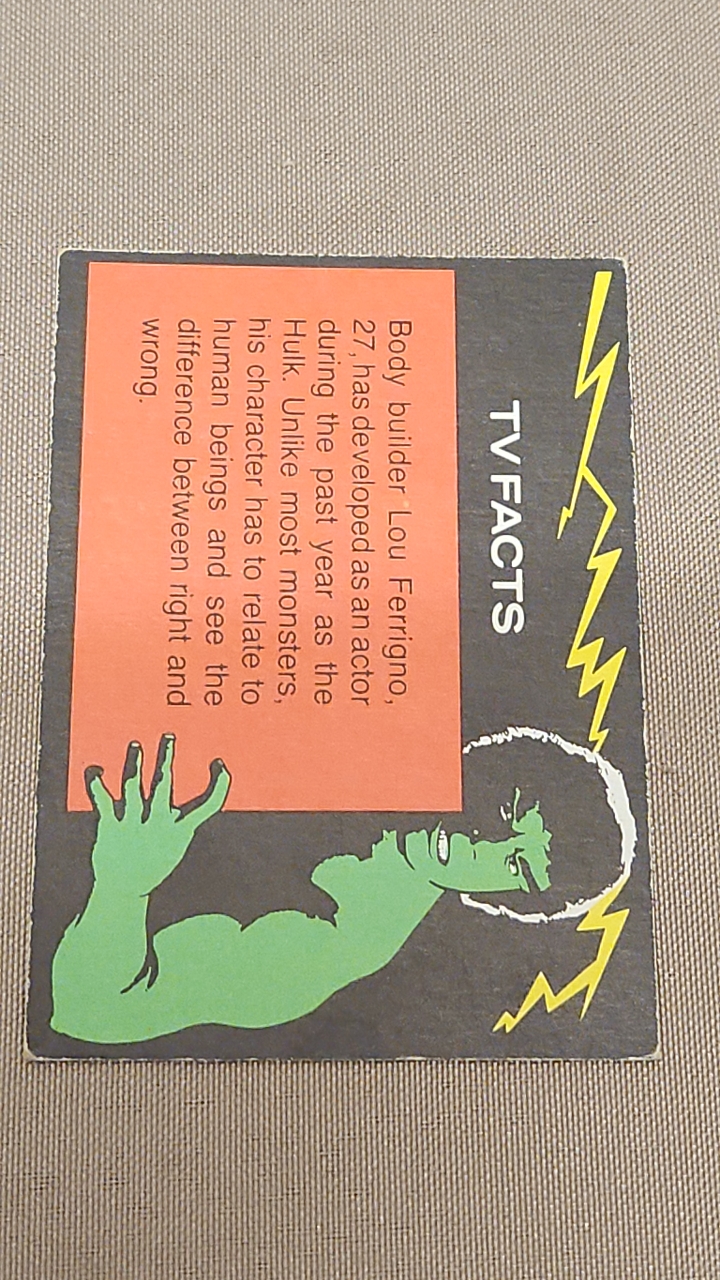 TV FACTS
Body builder Lou Ferrigno,
27, has developed as an actor
during the past year as the
Hulk. Unlike most monsters,
his character has to relate to
human beings and see the
difference between right and
wrong.